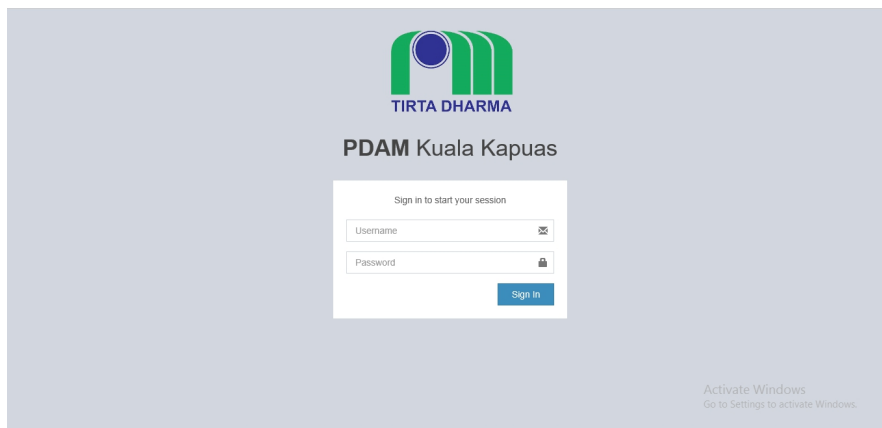 TIRTA DHARMA
PDAM Kuala Kapuas
Sign in to start your session
Username
Password
Sign In
Activate Windows
Go to Settings to activate Windows.